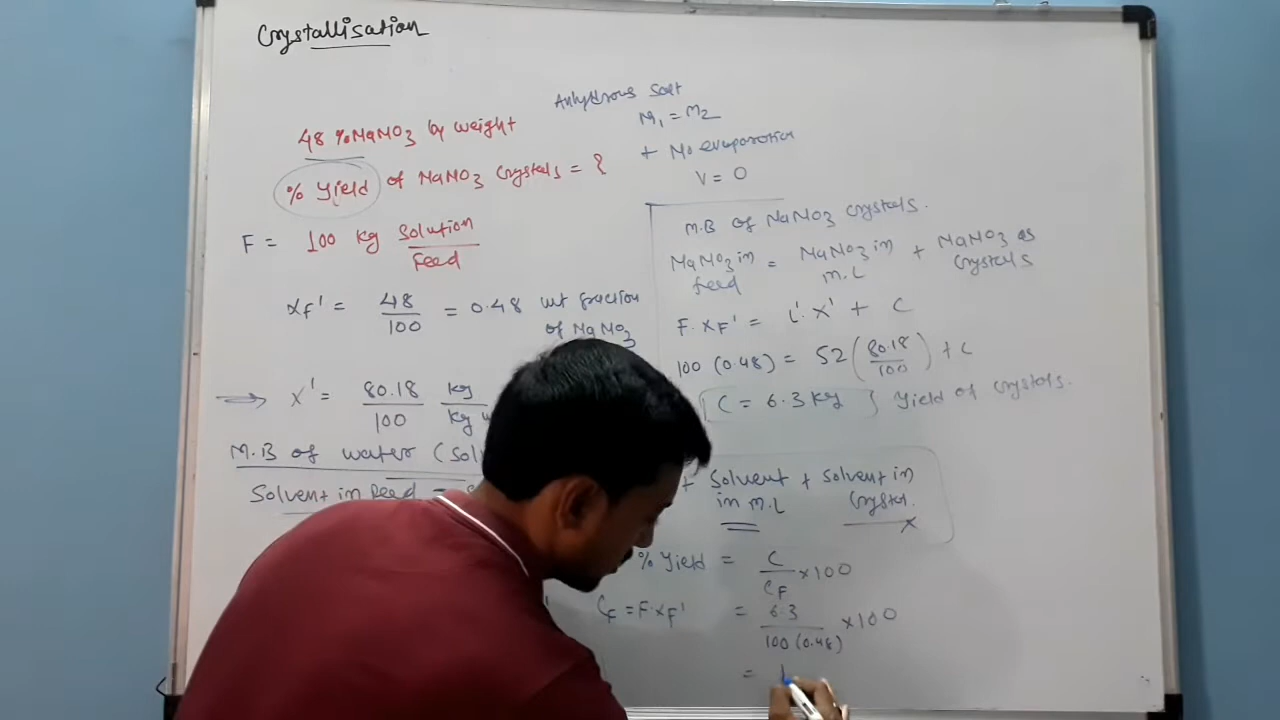 Crystallisation
Anhydrous Salt
M₁ = M₂
+ No evaporation
V = 0
48 % NaNO3 by weight
% Yield of NaNO3 Crystals = ?
F = 100 kg Solution
Feed
xF' = 48/100 = 0.48 wt fraction
of NaNO3
X' = 80.18/100 kg/kg
M.B of water
Solvent in feed =
+ Solvent in M.L + Solvent in Crystal.
M.B of NaNO3 crystals.
NaNO3 in feed = NaNO3 in M.L + NaNO3 as Crystals
F. xF' = L'. X' + C
100 (0.48) = 52 (80.18/100) + C
C = 6.3 kg } Yield of crystals.
% Yield = C/CF × 100
CF = F. xF' = 6.3/100 (0.48) × 100
=